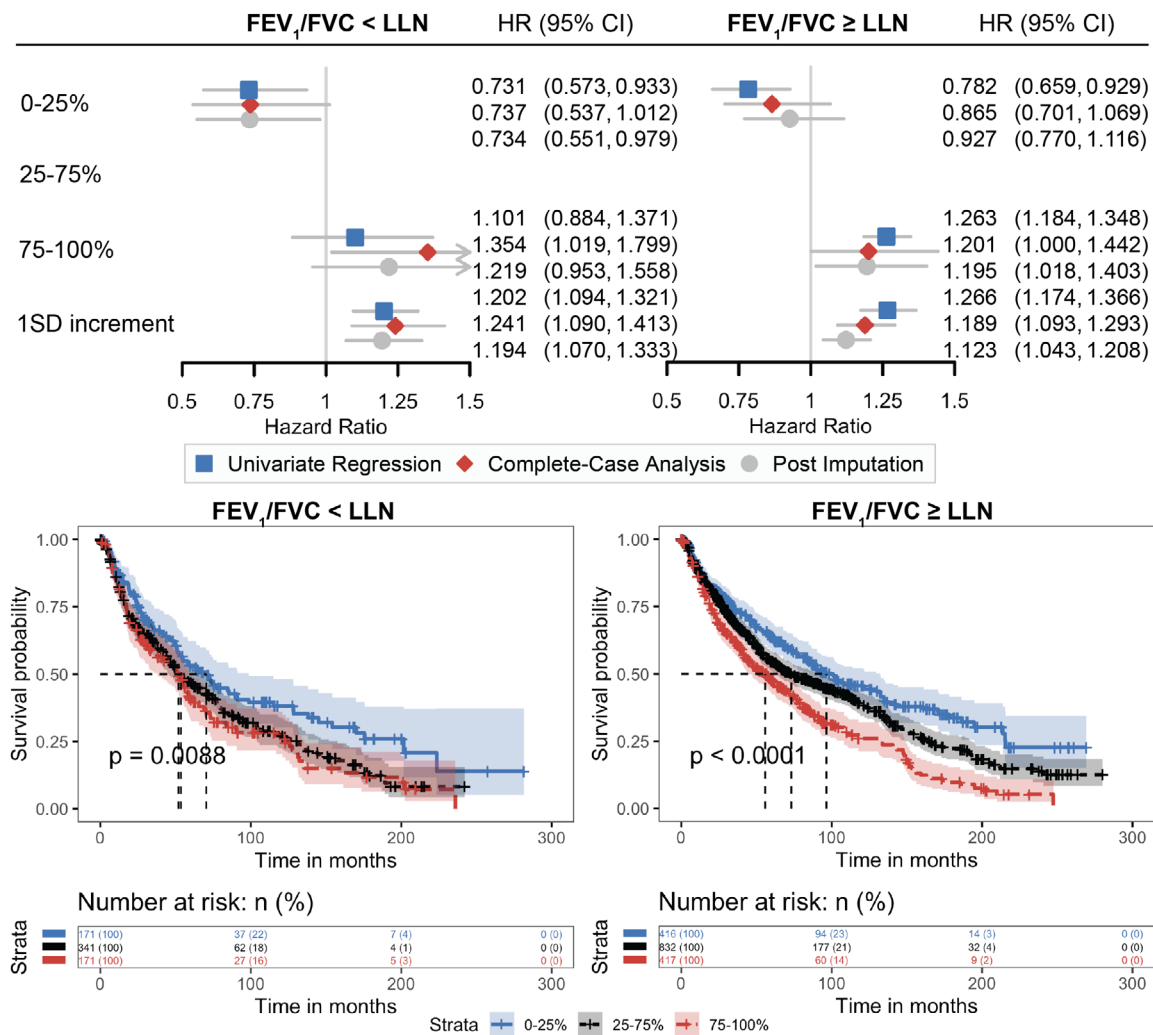 FEV₁/FVC < LLN HR (95% CI) FEV₁/FVC ≥ LLN HR (95% CI)
0-25%
0.731 (0.573, 0.933)
0.737 (0.537, 1.012)
0.734 (0.551, 0.979)
0.782 (0.659, 0.929)
0.865 (0.701, 1.069)
0.927 (0.770, 1.116)
25-75%
75-100%
1.101 (0.884, 1.371)
1.354 (1.019, 1.799)
1.219 (0.953, 1.558)
1.263 (1.184, 1.348)
1.201 (1.000, 1.442)
1.195 (1.018, 1.403)
1SD increment
1.202 (1.094, 1.321)
1.241 (1.090, 1.413)
1.194 (1.070, 1.333)
1.266 (1.174, 1.366)
1.189 (1.093, 1.293)
1.123 (1.043, 1.208)
0.5 0.75 1 1.25 1.5
Hazard Ratio
0.5 0.75 1 1.25 1.5
Hazard Ratio
Univariate Regression Complete-Case Analysis Post Imputation
FEV₁/FVC < LLN
Survival probability
1.00
0.75
0.50
0.25
0.00
p = 0.0088
0 100 200 300
Time in months
FEV₁/FVC ≥ LLN
Survival probability
1.00
0.75
0.50
0.25
0.00
p < 0.0001
0 100 200 300
Time in months
Number at risk: n (%)
Strata
171 (100) 37 (22) 7 (4) 0 (0)
341 (100) 62 (18) 4 (1) 0 (0)
171 (100) 27 (16) 5 (3) 0 (0)
0 100 200 300
Time in months
Number at risk: n (%)
Strata
416 (100) 94 (23) 14 (3) 0 (0)
832 (100) 177 (21) 32 (4) 0 (0)
417 (100) 60 (14) 9 (2) 0 (0)
0 100 200 300
Time in months
Strata 0-25% 25-75% 75-100%